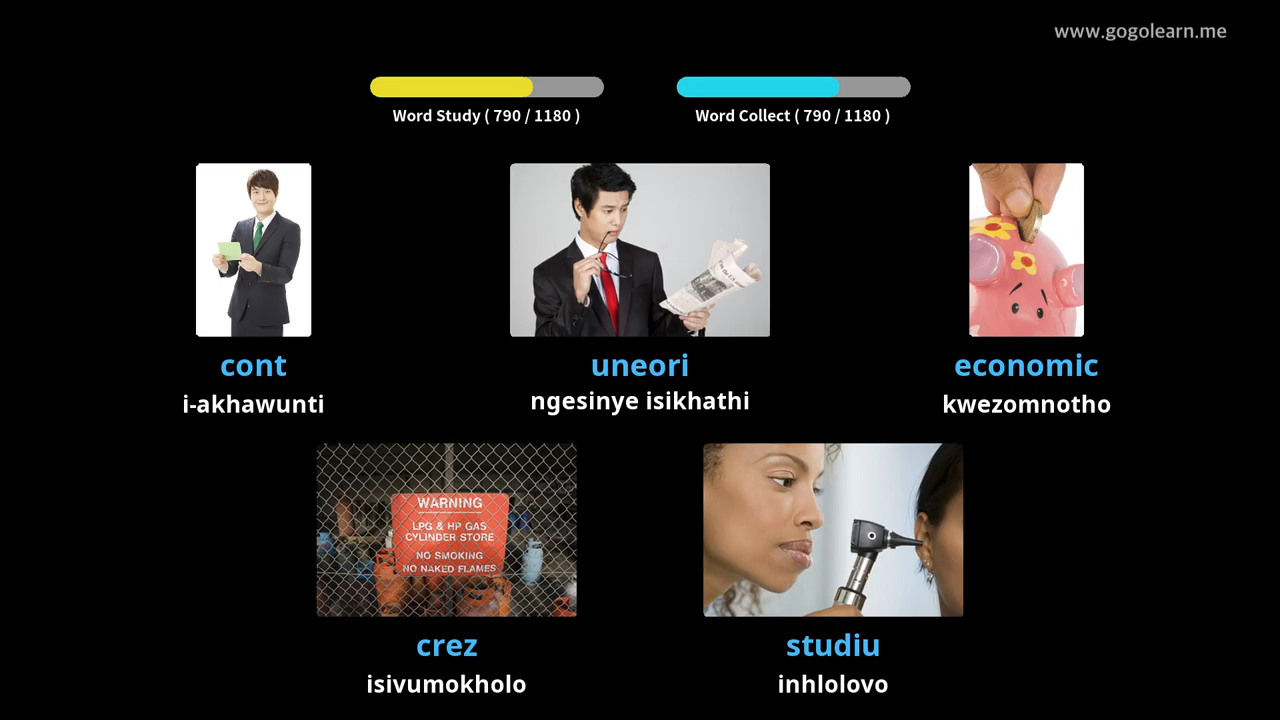 www.gogolearn.me
Word Study ( 790 / 1180 )
Word Collect ( 790 / 1180 )
cont
i-akhawunti
uneori
ngesinye isikhathi
economic
kwezomnotho
WARNING
LPG & HP GAS
CYLINDER STORE
NO SMOKING
NO NAKED FLAMES
crez
isivumokholo
studiu
inhlolovo